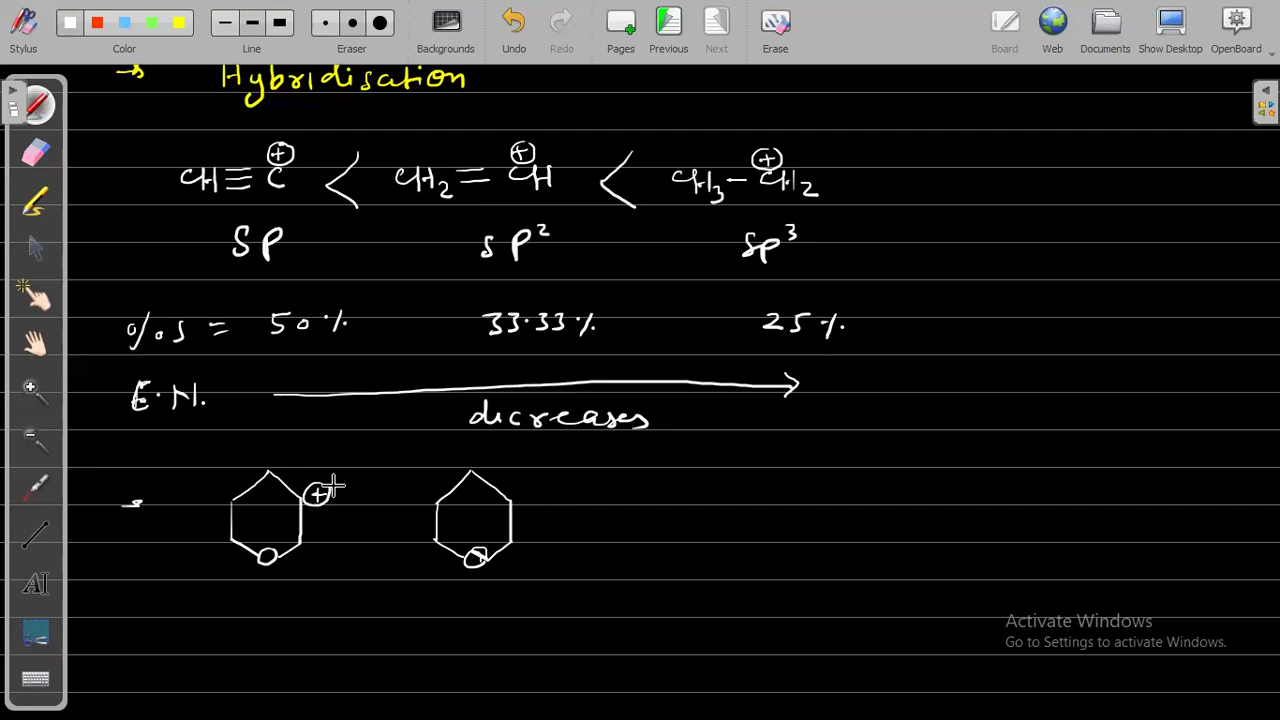 Stylus Color Line Eraser Backgrounds Undo Redo Pages Previous Next Erase Board Web Documents Show Desktop OpenBoard
→ Hybridisation
CH≡C⊕ < CH₂=C⊕H < CH₃-C⊕H₂
SP sp² sp³
%s = 50% 33.33% 25%
E.N. decreases
→ ⊕
O
Activate Windows
Go to Settings to activate Windows.